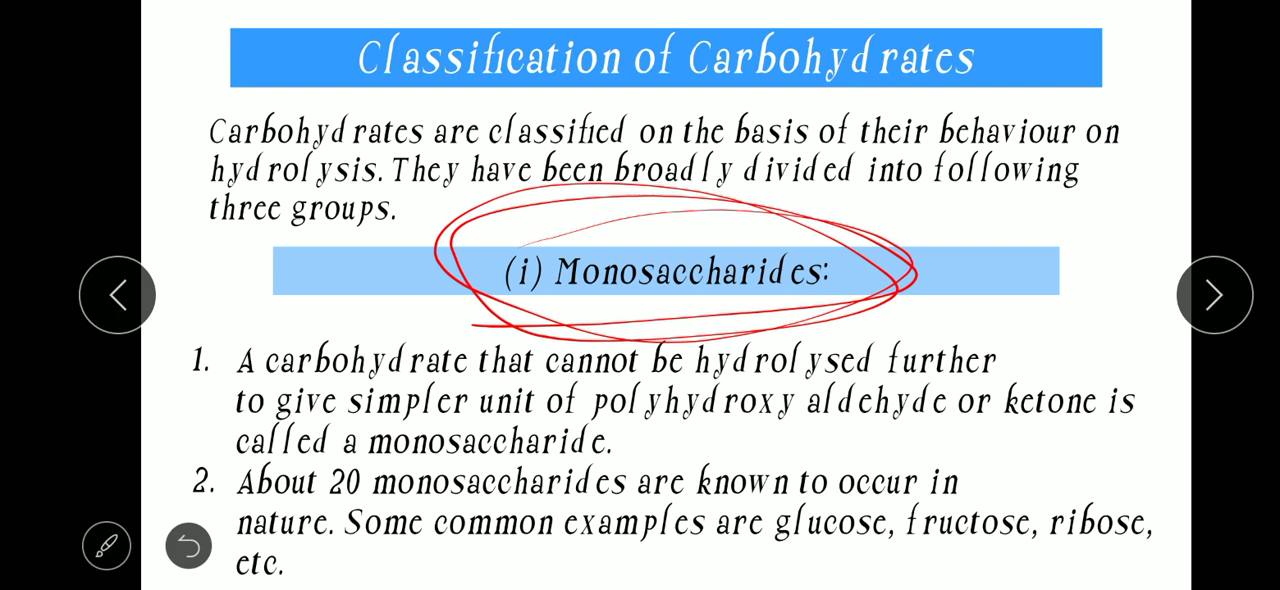 Classification of Carbohydrates
Carbohydrates are classified on the basis of their behaviour on
hydrolysis. They have been broadly divided into following
three groups.
(i) Monosaccharides:
1. A carbohydrate that cannot be hydrolysed further
to give simpler unit of polyhydroxy aldehyde or ketone is
called a monosaccharide.
2. About 20 monosaccharides are known to occur in
nature. Some common examples are glucose, fructose, ribose,
etc.